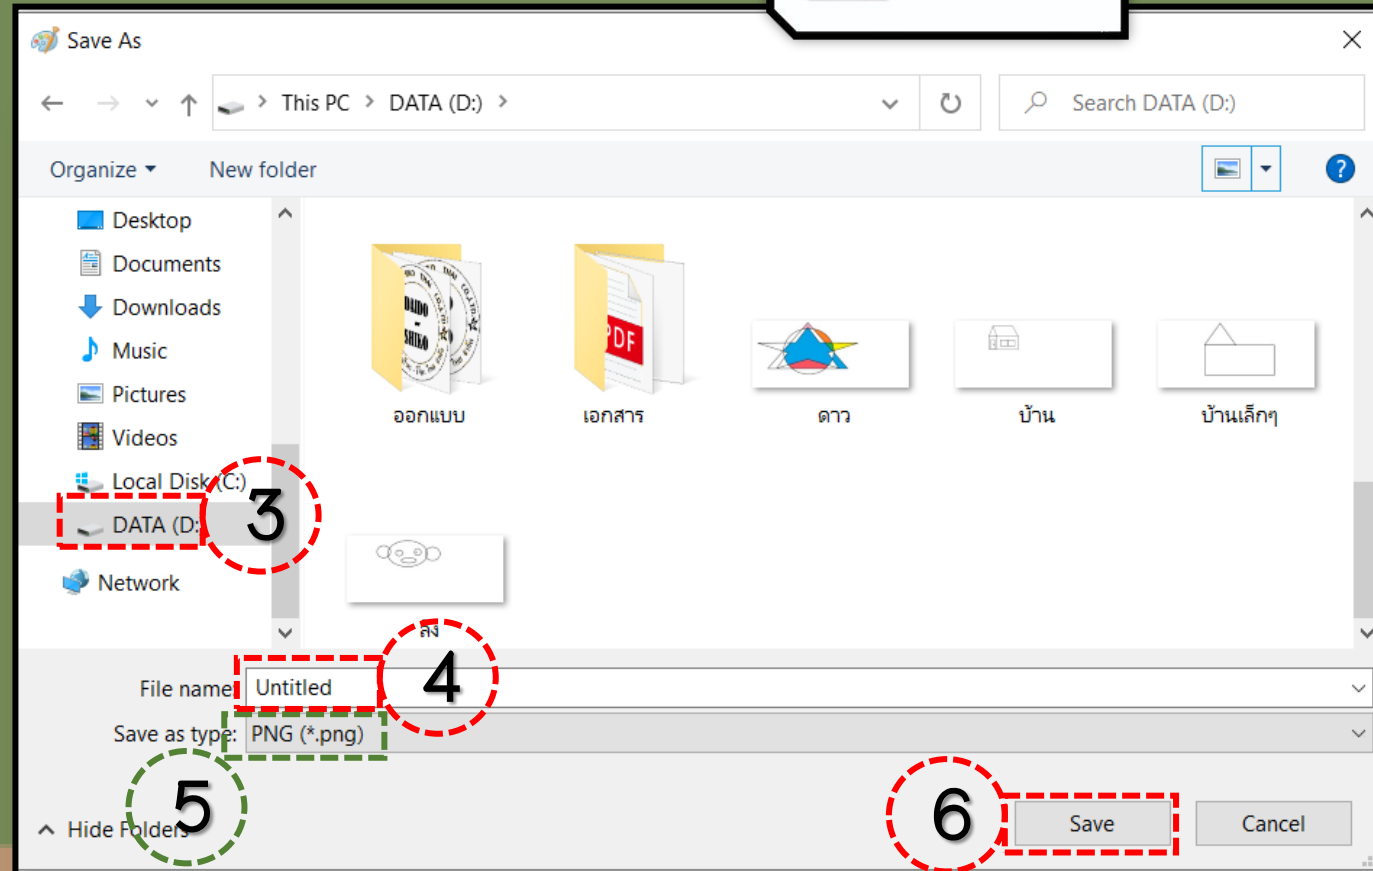 Save As
This PC > DATA (D:) >
Search DATA (D:)
Organize
New folder
?
Desktop
Documents
Downloads
Music
Pictures
Videos
Local Disk (C:)
DATA (D:
3
Network
DAIDO
SHIKO
PDF
ออกแบบ
เอกสาร
ดาว
บ้าน
บ้านเล็กๆ
ลิง
4
File name:
Untitled
Save as type:
PNG (*.png)
5
Hide Folders
6
Save
Cancel